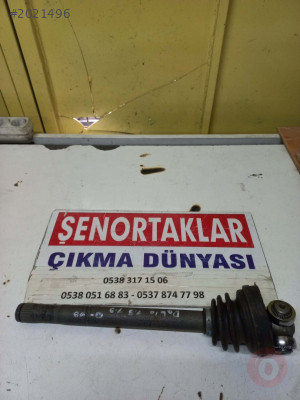 #2021496
ŞENORTAKLAR
ÇIKMA DÜNYASI
0538 317 15 06
0538 051 68 83 - 0537 874 77 98